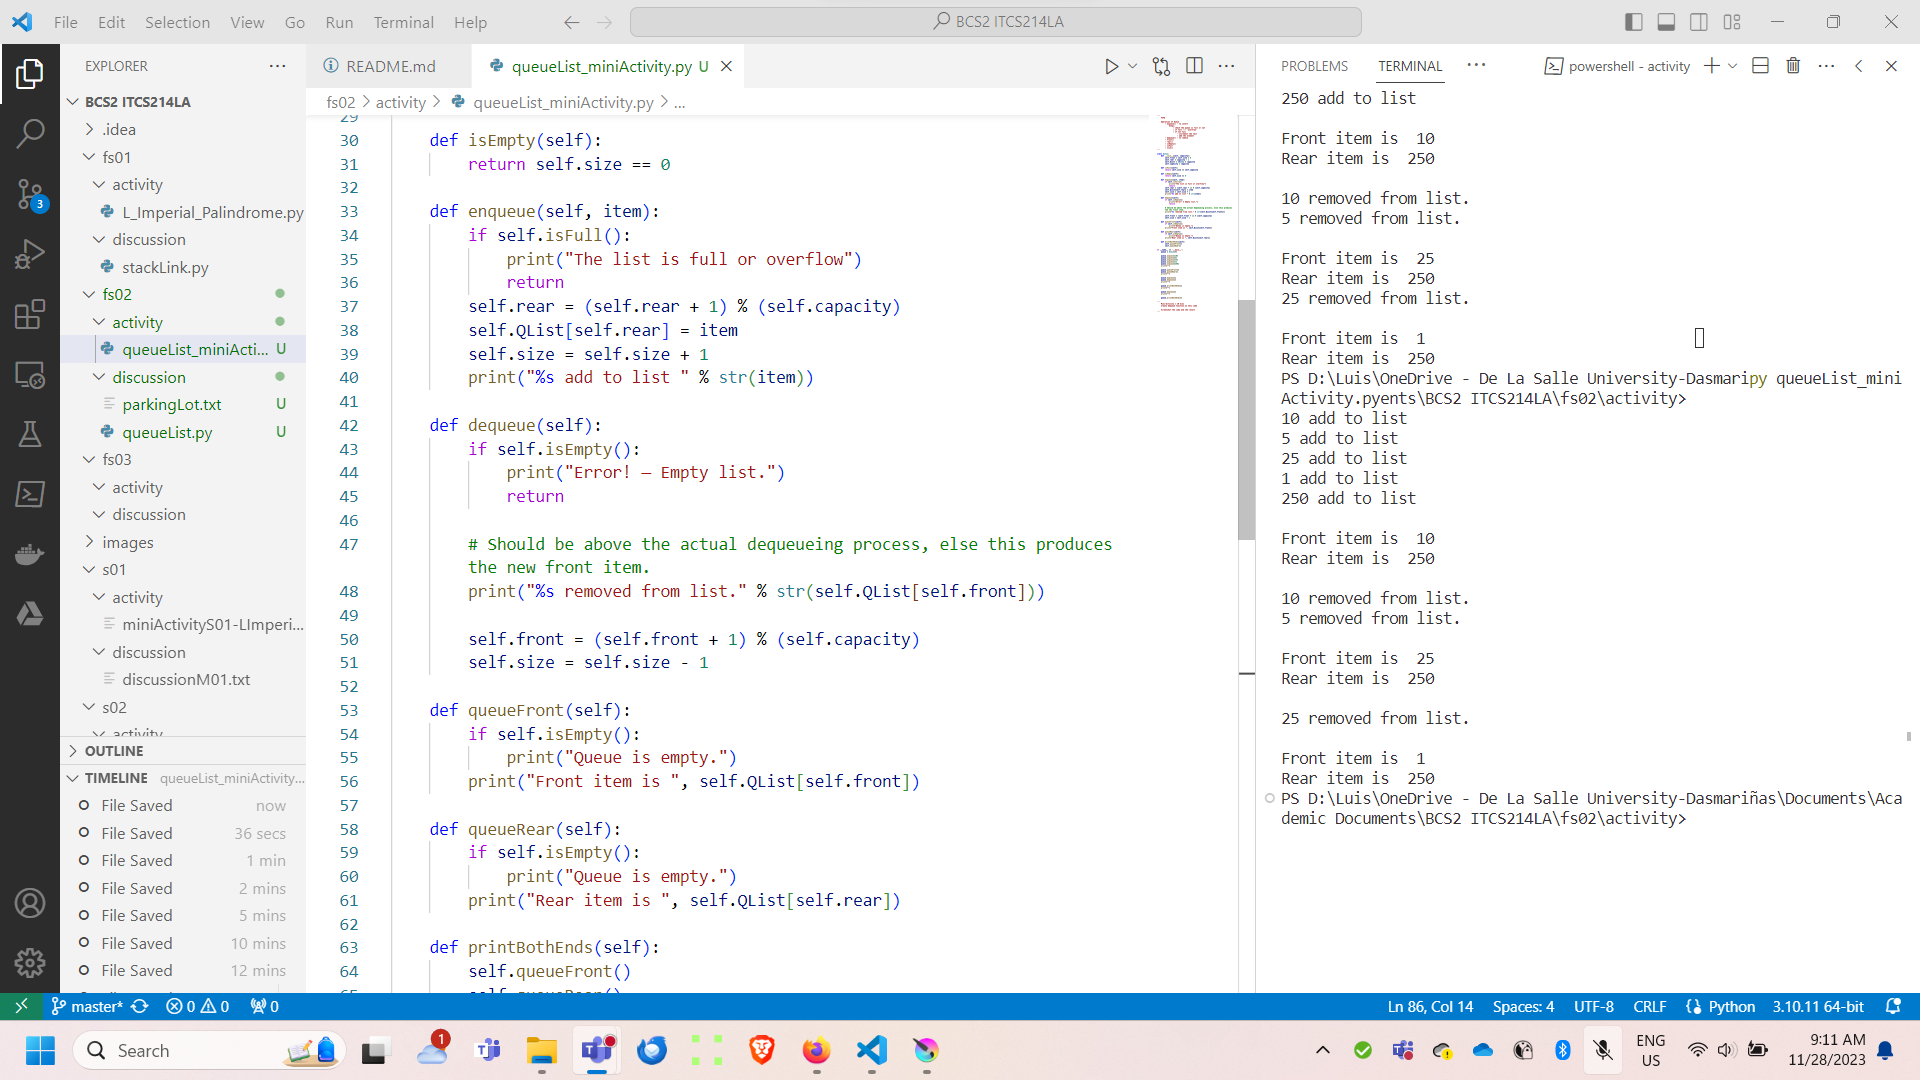 File Edit Selection View Go Run Terminal Help
BCS2 ITCS214LA
EXPLORER
BCS2 ITCS214LA
.idea
fs01
activity
L_Imperial_Palindrome.py
discussion
stackLink.py
fs02
activity
queueList_miniActi... U
discussion
parkingLot.txt U
queueList.py U
fs03
activity
discussion
images
s01
activity
miniActivityS01-LImperi...
discussion
discussionM01.txt
s02
activity
OUTLINE
TIMELINE queueList_miniActivity...
File Saved now
File Saved 36 secs
File Saved 1 min
File Saved 2 mins
File Saved 5 mins
File Saved 10 mins
File Saved 12 mins
3
README.md
queueList_miniActivity.py U
fs02 > activity > queueList_miniActivity.py > ...
29
30 def isEmpty(self):
31 return self.size == 0
32
33 def enqueue(self, item):
34 if self.isFull():
35 print("The list is full or overflow")
36 return
37 self.rear = (self.rear + 1) % (self.capacity)
38 self.QList[self.rear] = item
39 self.size = self.size + 1
40 print("%s add to list " % str(item))
41
42 def dequeue(self):
43 if self.isEmpty():
44 print("Error! – Empty list.")
45 return
46
47 # Should be above the actual dequeueing process, else this produces
the new front item.
48 print("%s removed from list." % str(self.QList[self.front]))
49
50 self.front = (self.front + 1) % (self.capacity)
51 self.size = self.size - 1
52
53 def queueFront(self):
54 if self.isEmpty():
55 print("Queue is empty.")
56 print("Front item is ", self.QList[self.front])
57
58 def queueRear(self):
59 if self.isEmpty():
60 print("Queue is empty.")
61 print("Rear item is ", self.QList[self.rear])
62
63 def printBothEnds(self):
64 self.queueFront()
65 self.queueRear()
PROBLEMS TERMINAL
powershell - activity
250 add to list
Front item is  10
Rear item is  250
10 removed from list.
5 removed from list.
Front item is  25
Rear item is  250
25 removed from list.
Front item is  1
Rear item is  250
PS D:\Luis\OneDrive - De La Salle University-Dasmaripy queueList_mini
Activity.pyents\BCS2 ITCS214LA\fs02\activity>
10 add to list
5 add to list
25 add to list
1 add to list
250 add to list
Front item is  10
Rear item is  250
10 removed from list.
5 removed from list.
Front item is  25
Rear item is  250
25 removed from list.
Front item is  1
Rear item is  250
PS D:\Luis\OneDrive - De La Salle University-Dasmariñas\Documents\Aca
demic Documents\BCS2 ITCS214LA\fs02\activity>
master* 0 0 0
Ln 86, Col 14 Spaces: 4 UTF-8 CRLF Python 3.10.11 64-bit
Search
1
ENG
US
9:11 AM
11/28/2023